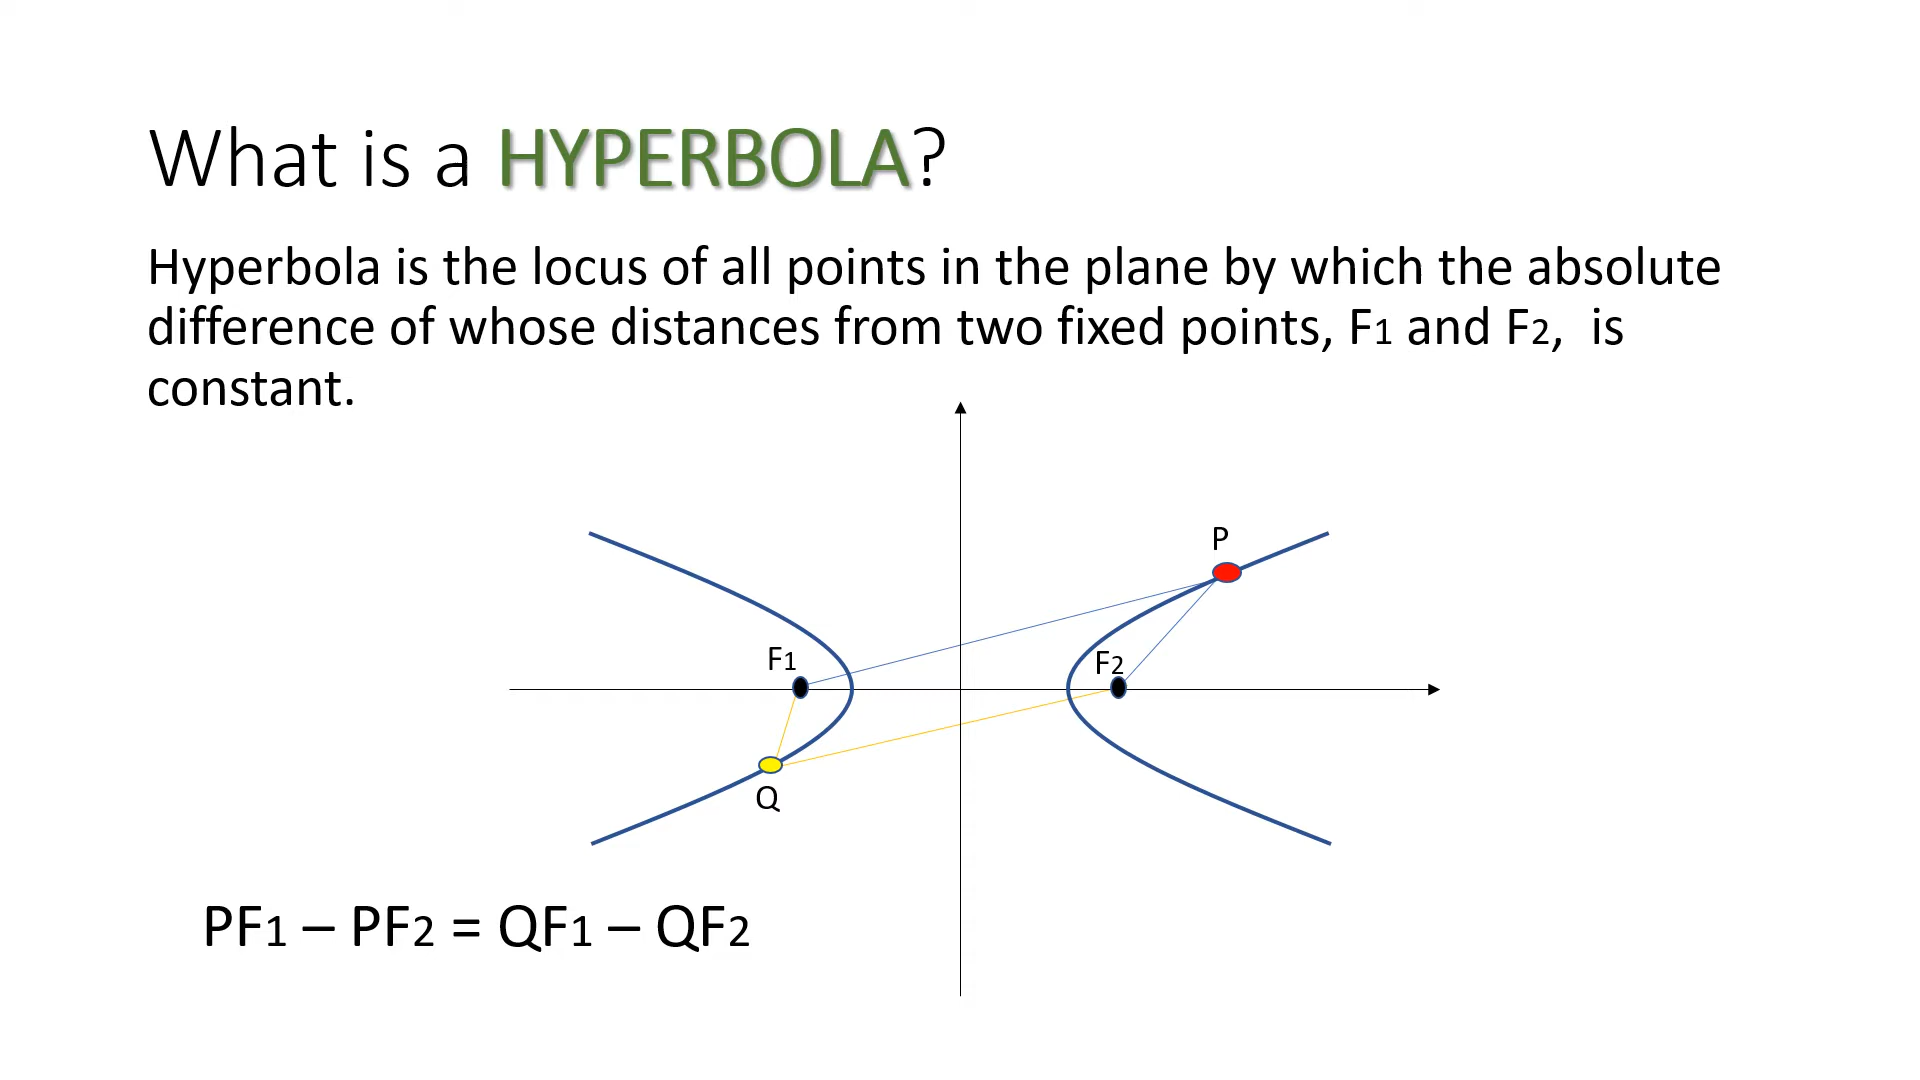 What is a HYPERBOLA?
Hyperbola is the locus of all points in the plane by which the absolute
difference of whose distances from two fixed points, F1 and F2, is
constant.
P
F1
F2
Q
PF1 – PF2 = QF1 – QF2